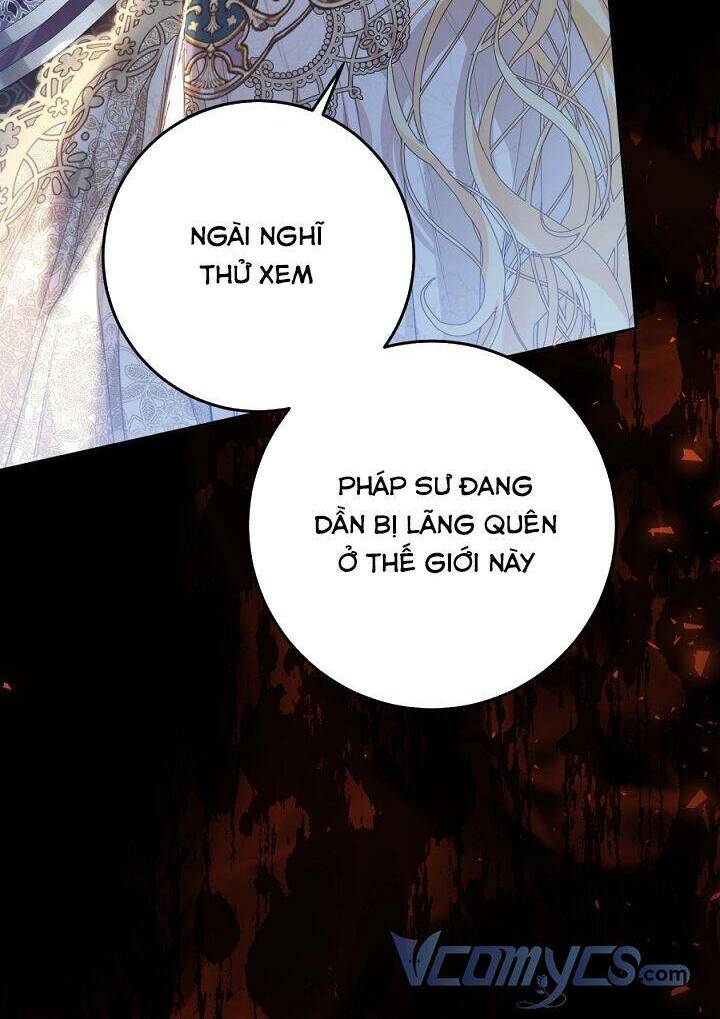 NGÀI NGHĨ
THỬ XEM
PHÁP SƯ ĐANG
DẦN BỊ LÃNG QUÊN
Ở THẾ GIỚI NÀY
VCOMYCS.com